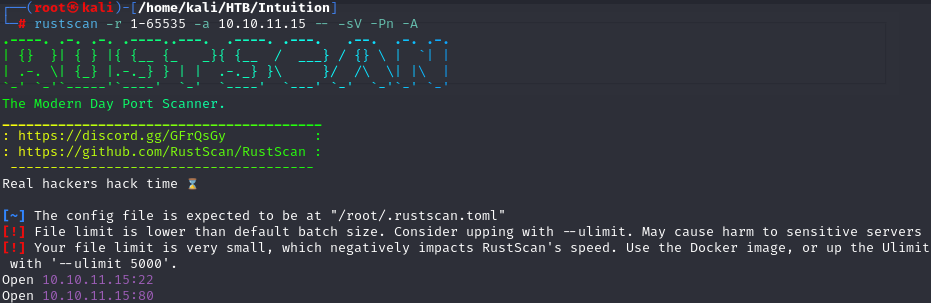 ┌──(root㉿kali)-[/home/kali/HTB/Intuition]
└─# rustscan -r 1-65535 -a 10.10.11.15 -- -sV -Pn -A
.----. .-. .-. .----..---.  .----. .---.   .--.  .-. .-.
| {}  }| { } |{ {__ {_   _}{ {__  /  ___} / {} \ |  `| |
| .-. \| {_} |.-._} } | |  .-._} }\     }/  /\  \| |\  |
`-' `-'`-----'`----'  `-'  `----'  `---' `-'  `-'`-' `-'
The Modern Day Port Scanner.
________________________________________
: https://discord.gg/GFrQsGy           :
: https://github.com/RustScan/RustScan :
 --------------------------------------
Real hackers hack time ⌛
[~] The config file is expected to be at "/root/.rustscan.toml"
[!] File limit is lower than default batch size. Consider upping with --ulimit. May cause harm to sensitive servers
[!] Your file limit is very small, which negatively impacts RustScan's speed. Use the Docker image, or up the Ulimit
 with '--ulimit 5000'.
Open 10.10.11.15:22
Open 10.10.11.15:80